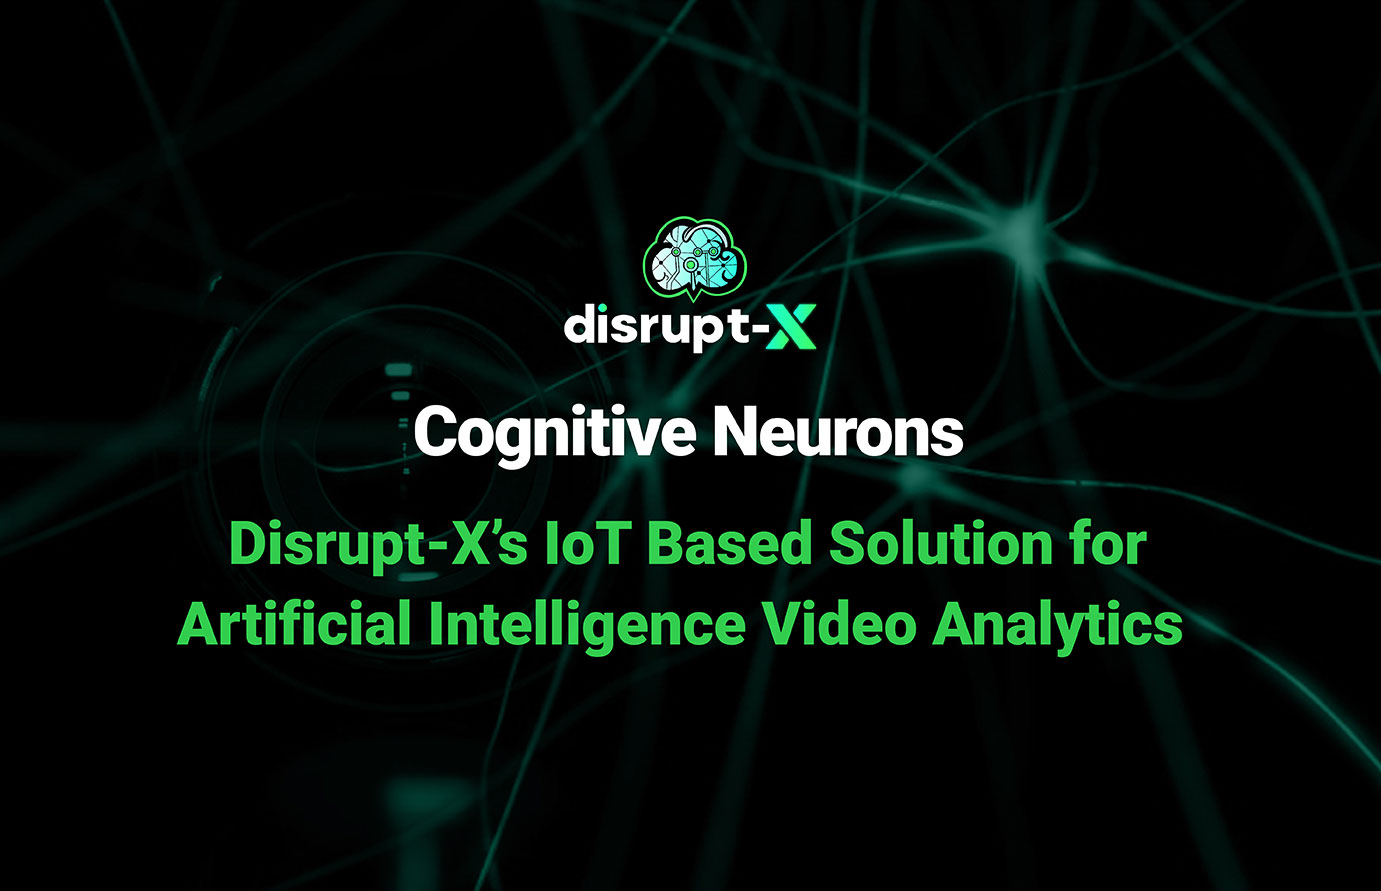 disrupt-X
Cognitive Neurons
Disrupt-X’s IoT Based Solution for
Artificial Intelligence Video Analytics